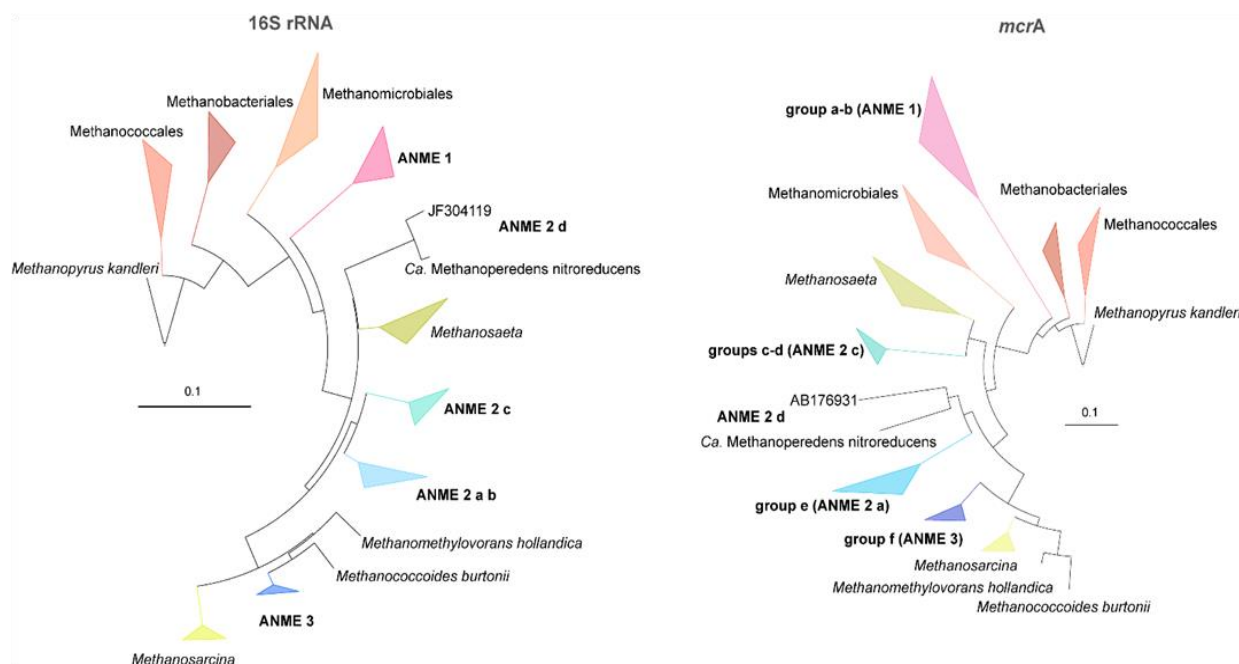 16S rRNA
Methanomicrobiales
Methanobacteriales
Methanococcales
ANME 1
JF304119
ANME 2 d
Methanopyrus kandleri
Ca. Methanoperedens nitroreducens
Methanosaeta
0.1
ANME 2 c
ANME 2 a b
Methanomethylovorans hollandica
Methanococcoides burtonii
ANME 3
Methanosarcina
mcrA
group a-b (ANME 1)
Methanomicrobiales
Methanobacteriales
Methanococcales
Methanosaeta
Methanopyrus kandleri
groups c-d (ANME 2 c)
AB176931
ANME 2 d
0.1
Ca. Methanoperedens nitroreducens
group e (ANME 2 a)
group f (ANME 3)
Methanosarcina
Methanomethylovorans hollandica
Methanococcoides burtonii